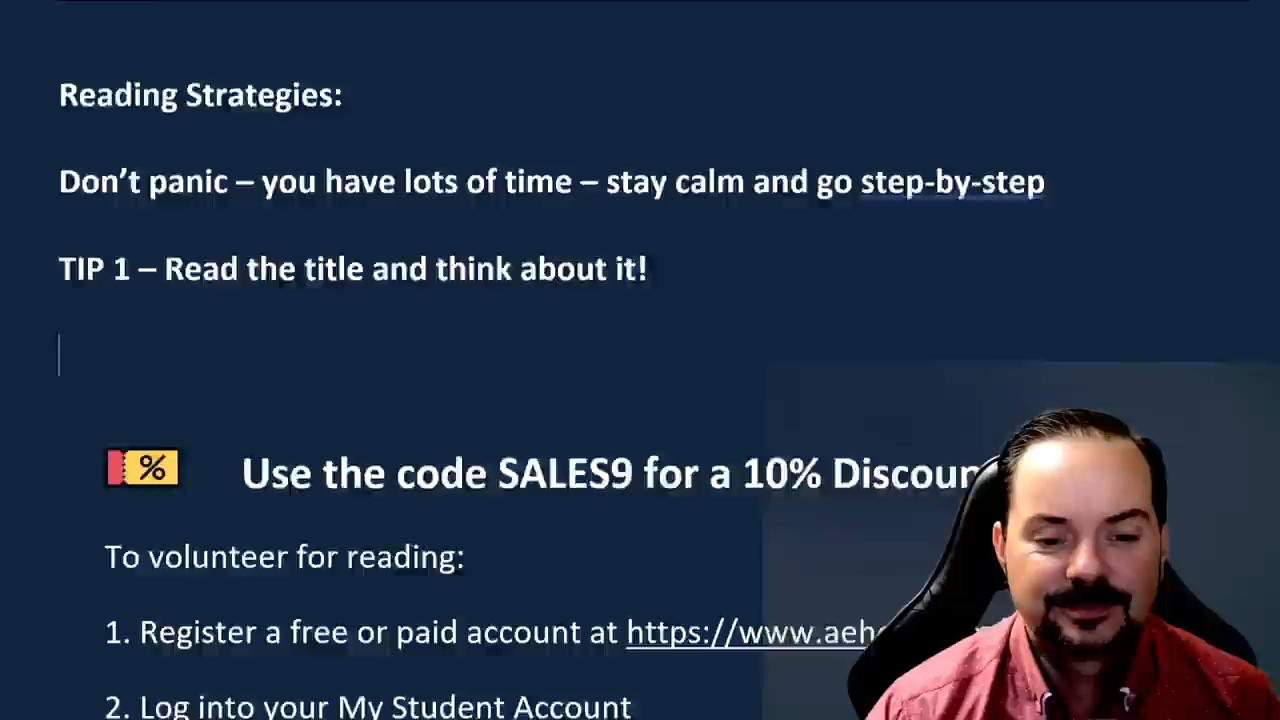 Reading Strategies:
Don’t panic – you have lots of time – stay calm and go step-by-step
TIP 1 – Read the title and think about it!
%
Use the code SALES9 for a 10% Discoun
To volunteer for reading:
1. Register a free or paid account at https://www.aeh
2. Log into your My Student Account